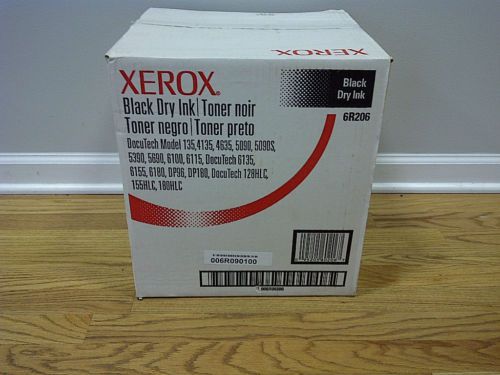 XEROX
XEROX®
Black Dry Ink | Toner noir
Toner negro | Toner preto
DocuTech Model 135,4135, 4635, 5090, 5090S,
5390, 5690, 6100, 6115, DocuTech 6135,
6155, 6180, DP96, DP180, DocuTech 128HLC,
155HLC, 180HLC
Black
Dry Ink
6R206
006R090100